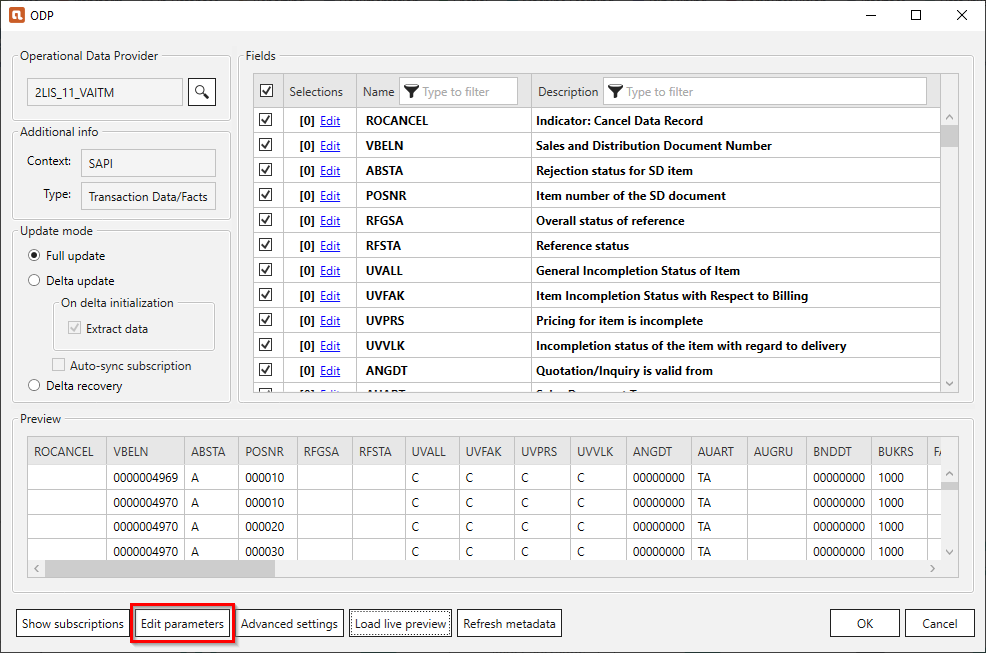 ODP
Operational Data Provider
2LIS_11_VAITM
Additional info
Context: SAPI
Type: Transaction Data/Facts
Update mode
Full update
Delta update
On delta initialization
Extract data
Auto-sync subscription
Delta recovery
Fields
Selections Name Type to filter Description Type to filter
[0] Edit ROCANCEL Indicator: Cancel Data Record
[0] Edit VBELN Sales and Distribution Document Number
[0] Edit ABSTA Rejection status for SD item
[0] Edit POSNR Item number of the SD document
[0] Edit RFGSA Overall status of reference
[0] Edit RFSTA Reference status
[0] Edit UVALL General Incompletion Status of Item
[0] Edit UVFAK Item Incompletion Status with Respect to Billing
[0] Edit UVPRS Pricing for item is incomplete
[0] Edit UVVLK Incompletion status of the item with regard to delivery
[0] Edit ANGDT Quotation/Inquiry is valid from
Preview
ROCANCEL VBELN ABSTA POSNR RFGSA RFSTA UVALL UVFAK UVPRS UVVLK ANGDT AUART AUGRU BNDDT BUKRS
0000004969 A 000010 C C C C 00000000 TA 00000000 1000
0000004970 A 000010 C C C C 00000000 TA 00000000 1000
0000004970 A 000020 C C C C 00000000 TA 00000000 1000
0000004970 A 000030 C C C C 00000000 TA 00000000 1000
Show subscriptions Edit parameters Advanced settings Load live preview Refresh metadata OK Cancel